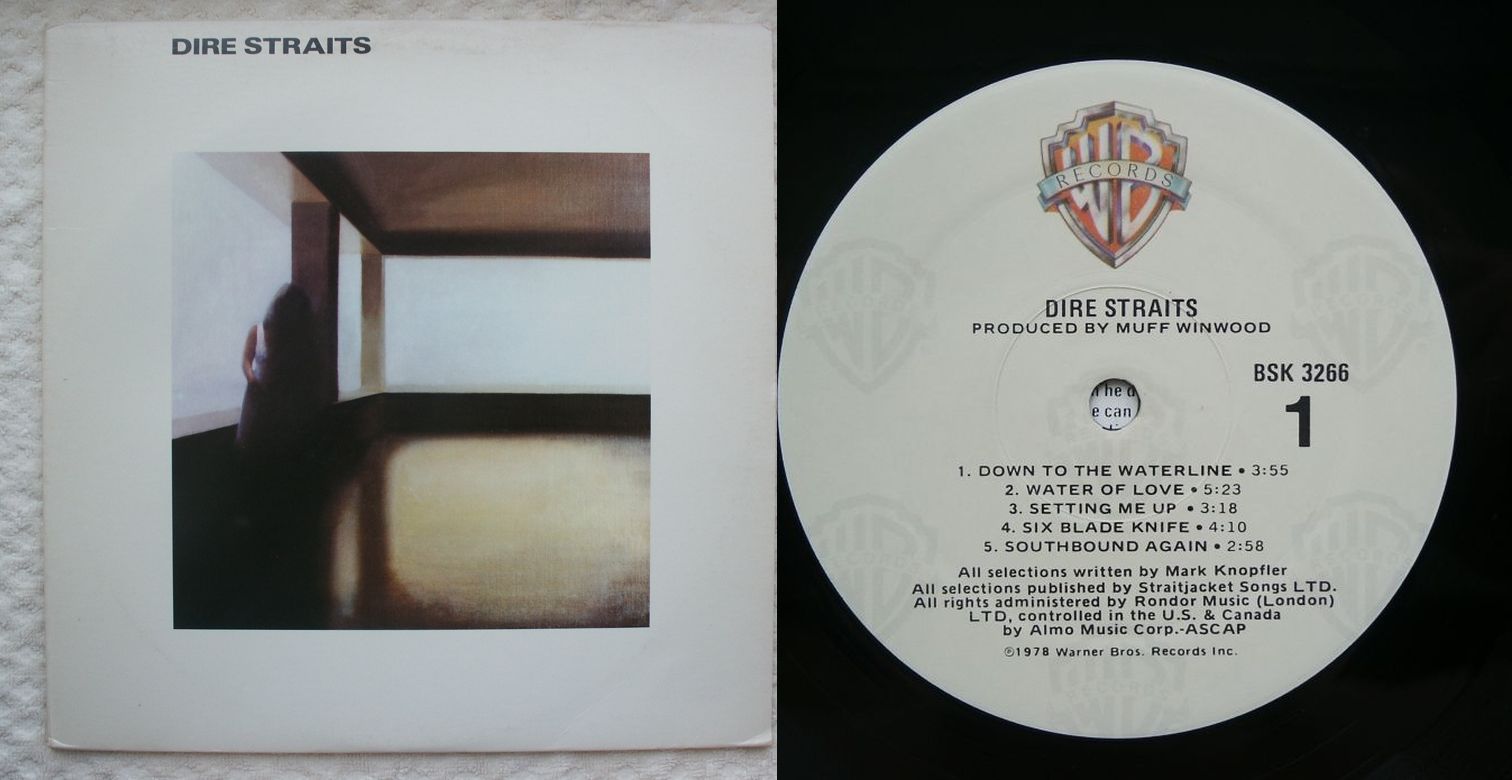 DIRE STRAITS
WB
RECORDS
DIRE STRAITS
PRODUCED BY MUFF WINWOOD
BSK 3266
1
he d
e can
1. DOWN TO THE WATERLINE • 3:55
2. WATER OF LOVE • 5:23
3. SETTING ME UP • 3:18
4. SIX BLADE KNIFE • 4:10
5. SOUTHBOUND AGAIN • 2:58
All selections written by Mark Knopfler
All selections published by Straitjacket Songs LTD.
All rights administered by Rondor Music (London)
LTD, controlled in the U.S. & Canada
by Almo Music Corp.-ASCAP
℗1978 Warner Bros. Records Inc.